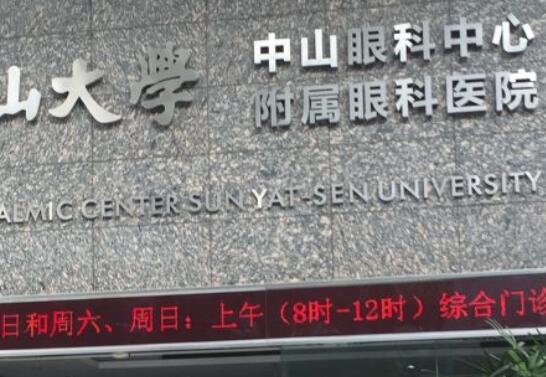 山大学 中山眼科中心
附属眼科医院
ALMIC CENTER SUN YAT-SEN UNIVERSITY
日和周六、周日：上午（8时-12时）综合门诊